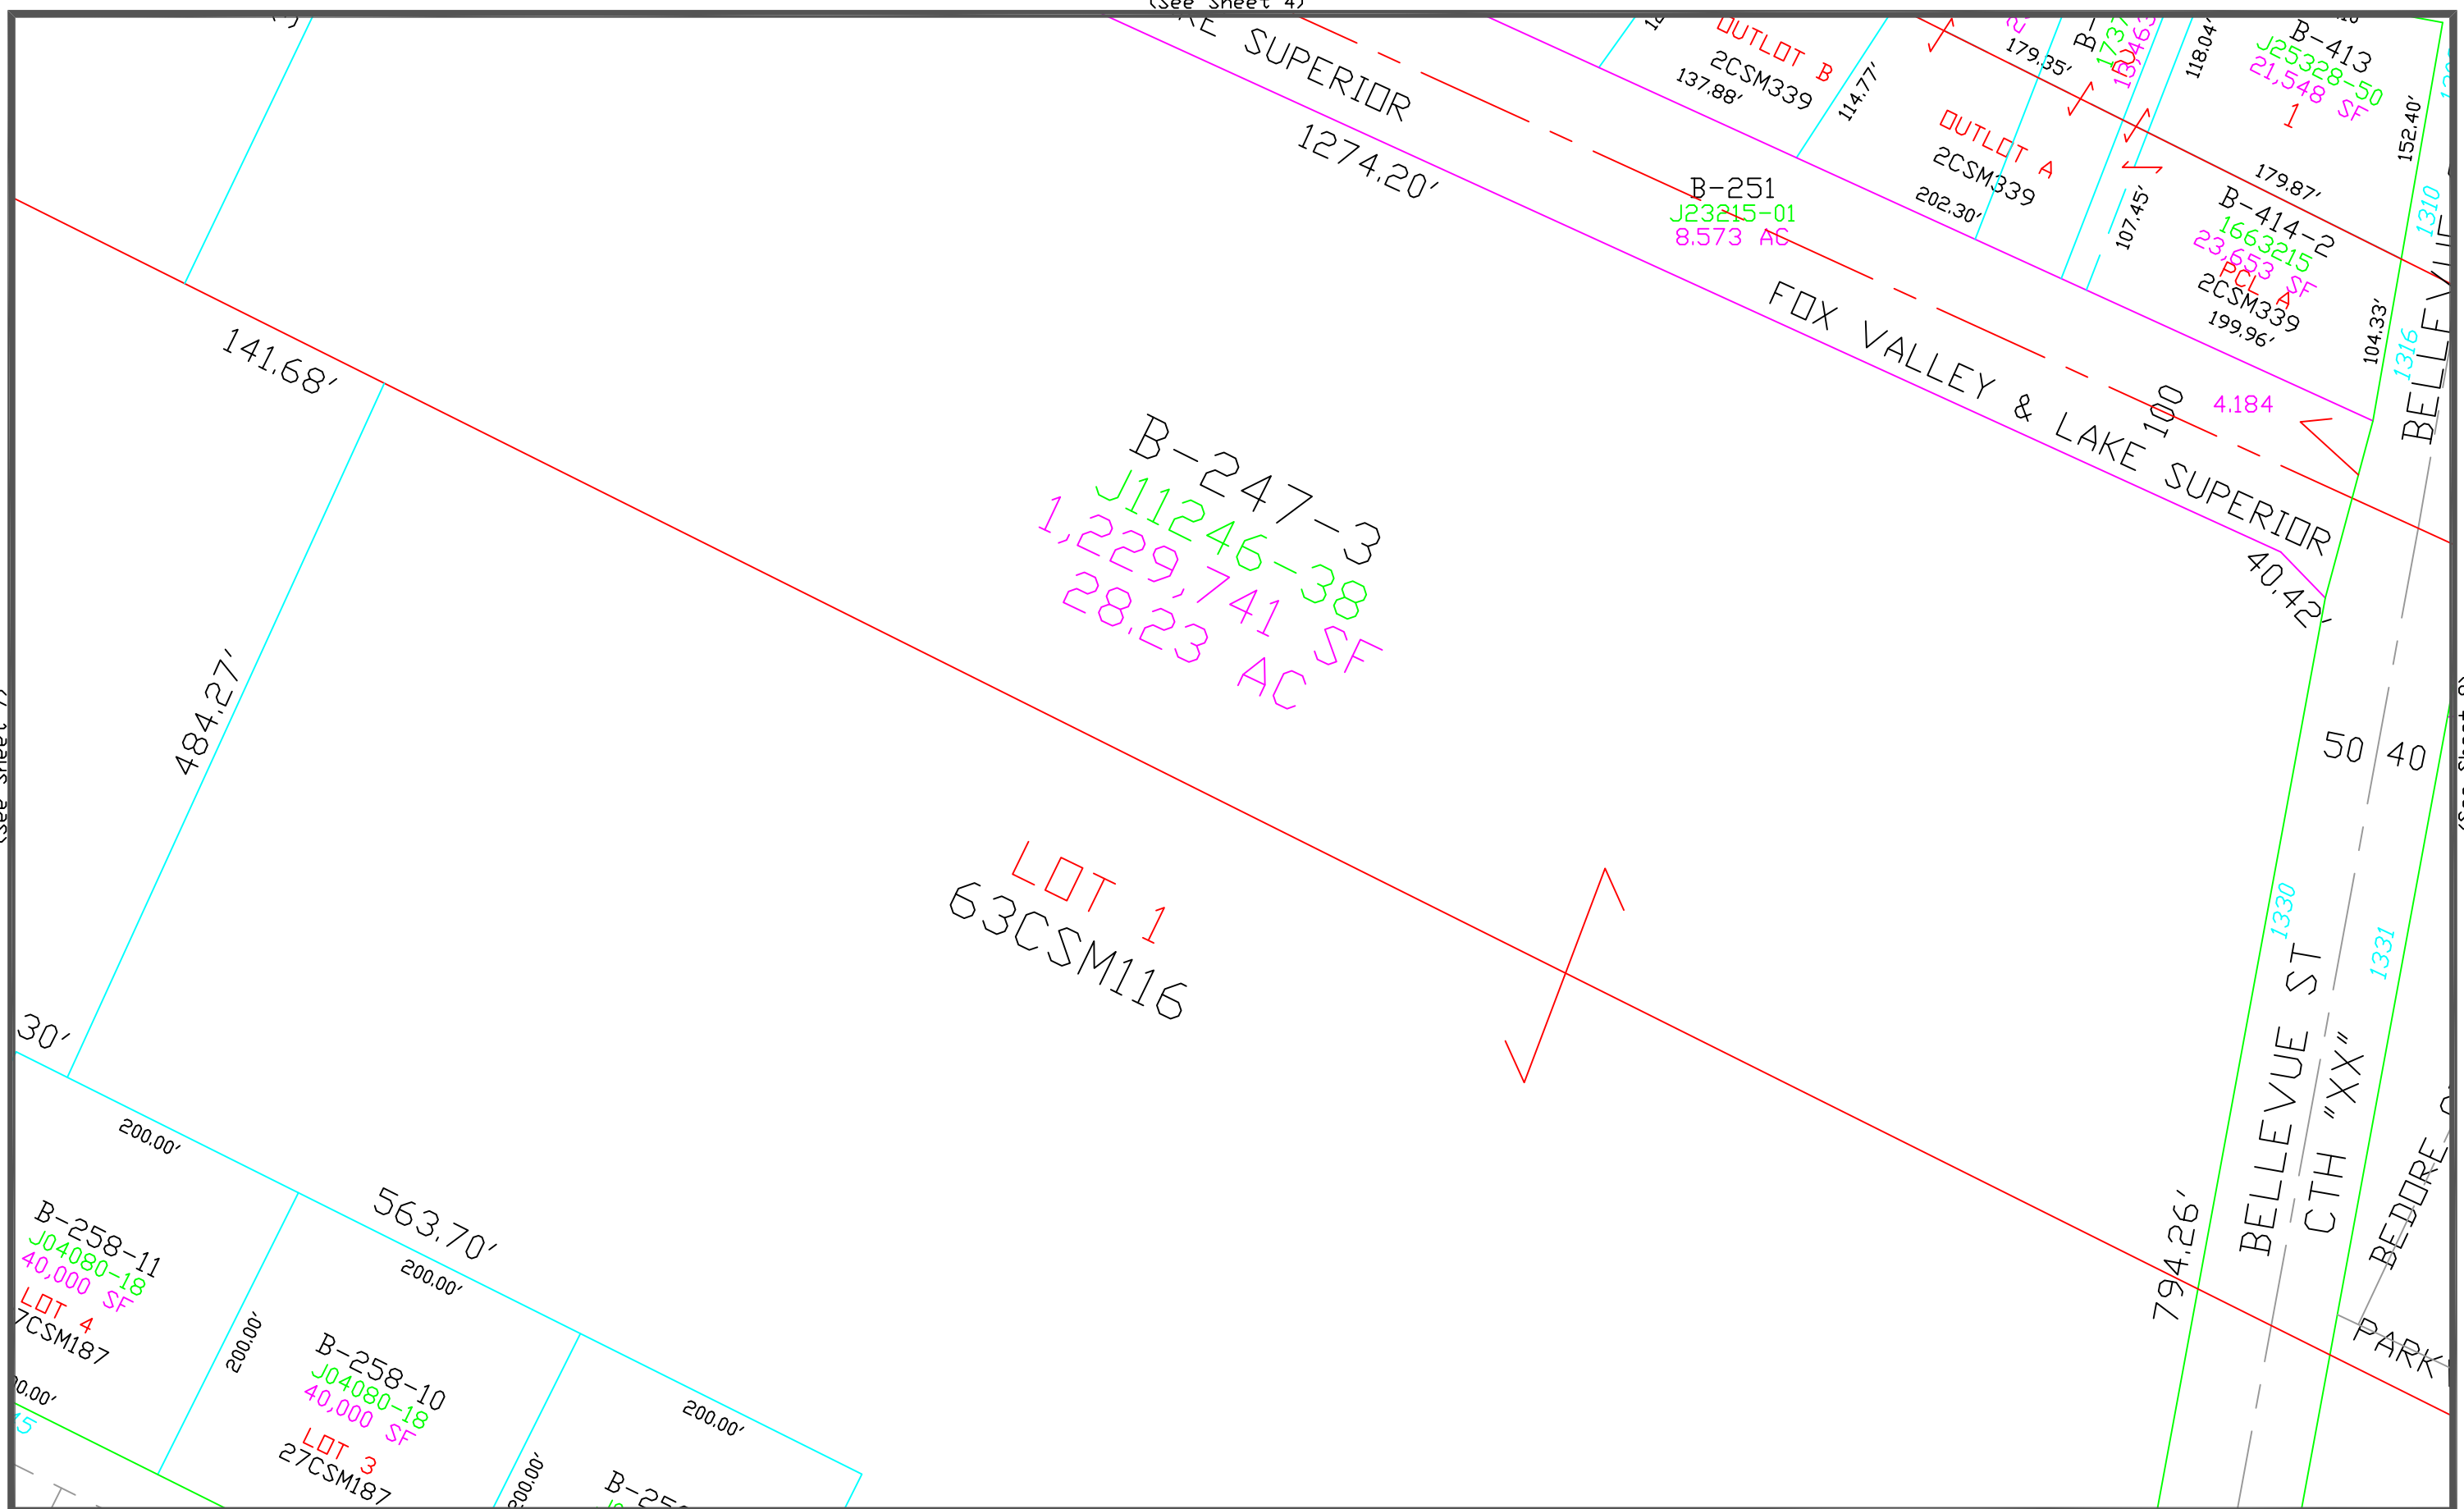 (See Sheet 4)
KE SUPERIOR
1274.20'
OUTLOT B
2CSM339
137.88'
114.77'
179.35'
OUTLOT A
2CSM339
202.30'
B-
118.04'
B-413
J25328-50
21,548 SF
1
152.40'
179.87'
107.45'
B-414-2
1663215
23,653 SF
PCL A
2CSM339
199.96'
104.33'
1310
1316
B-251
J23215-01
8.573 AC
FOX VALLEY & LAKE SUPERIOR
100
4.184
40.42'
141.68'
484.27'
B-247-3
J11246-38
1,229,741 SF
28.23 AC
LOT 1
63CSM116
50 40
1330
1331
BELLEVUE ST
CTH "XX"
794.26'
BEDORE
PARK
30'
200.00'
563.70'
200.00'
200.00'
B-258-11
J04080-18
40,000 SF
LOT 4
7CSM187
200.00'
B-258-10
J04080-18
40,000 SF
LOT 3
27CSM187
200.00'